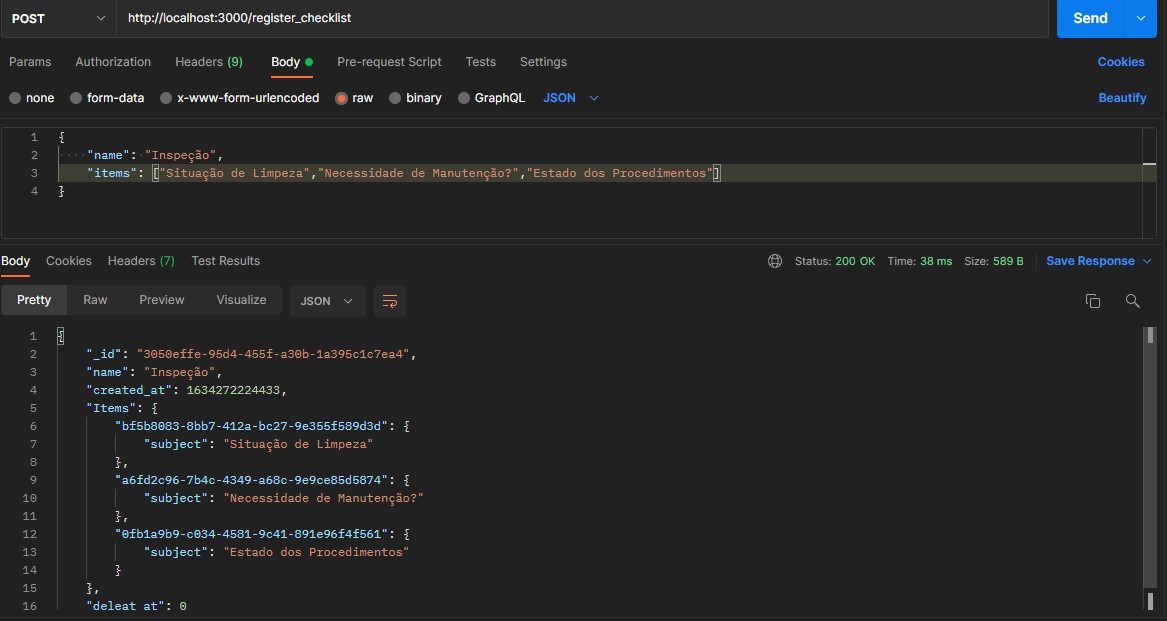 POST http://localhost:3000/register_checklist Send
Params Authorization Headers (9) Body Pre-request Script Tests Settings Cookies
none form-data x-www-form-urlencoded raw binary GraphQL JSON Beautify
1 {
2 "name": "Inspeção",
3 "items": ["Situação de Limpeza","Necessidade de Manutenção?","Estado dos Procedimentos"]
4 }
Body Cookies Headers (7) Test Results Status: 200 OK Time: 38 ms Size: 589 B Save Response
Pretty Raw Preview Visualize JSON
1 {
2 "_id": "3050effe-95d4-455f-a30b-1a395c1c7ea4",
3 "name": "Inspeção",
4 "created_at": 1634272224433,
5 "Items": {
6 "bf5b8083-8bb7-412a-bc27-9e355f589d3d": {
7 "subject": "Situação de Limpeza"
8 },
9 "a6fd2c96-7b4c-4349-a68c-9e9ce85d5874": {
10 "subject": "Necessidade de Manutenção?"
11 },
12 "0fb1a9b9-c034-4581-9c41-891e96f4f561": {
13 "subject": "Estado dos Procedimentos"
14 }
15 },
16 "deleat at": 0